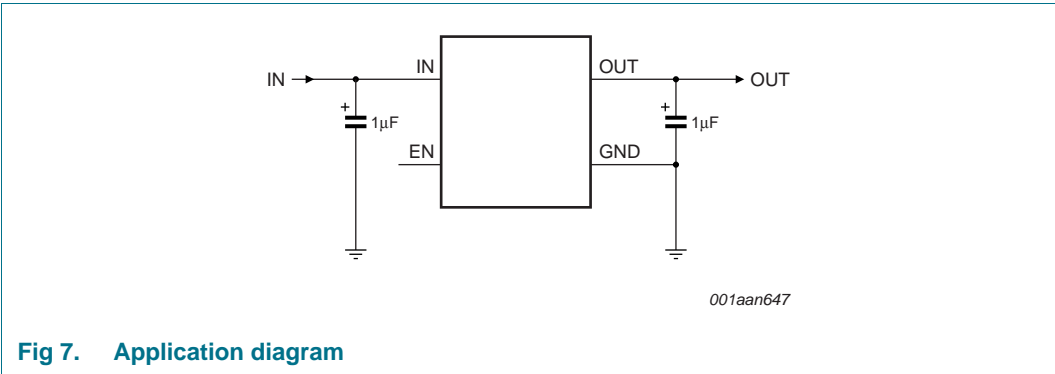 IN IN OUT OUT
+ 1μF + 1μF
EN GND
001aan647
Fig 7. Application diagram